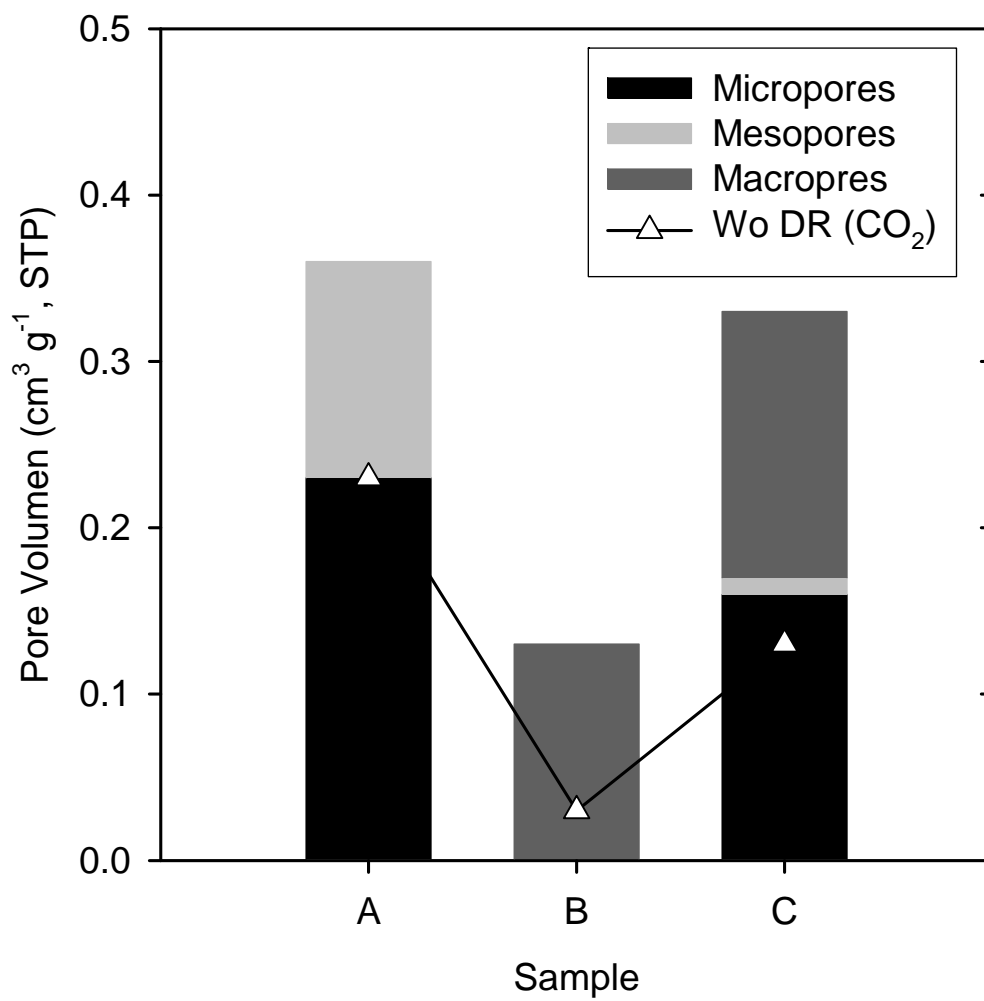 Micropores
Mesopores
Macropres
Wo DR (CO₂)
Pore Volumen (cm³ g⁻¹, STP)
0.5
0.4
0.3
0.2
0.1
0.0
A B C
Sample